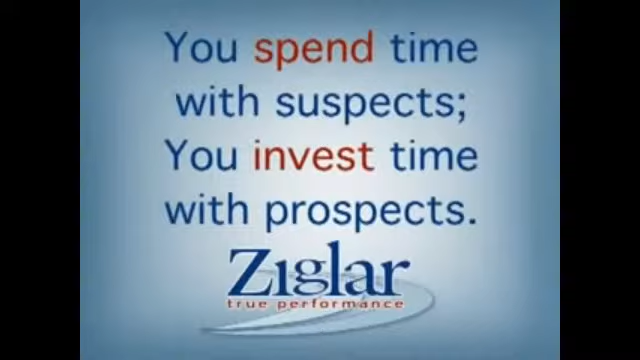 You spend time
with suspects;
You invest time
with prospects.
Ziglar
true performance